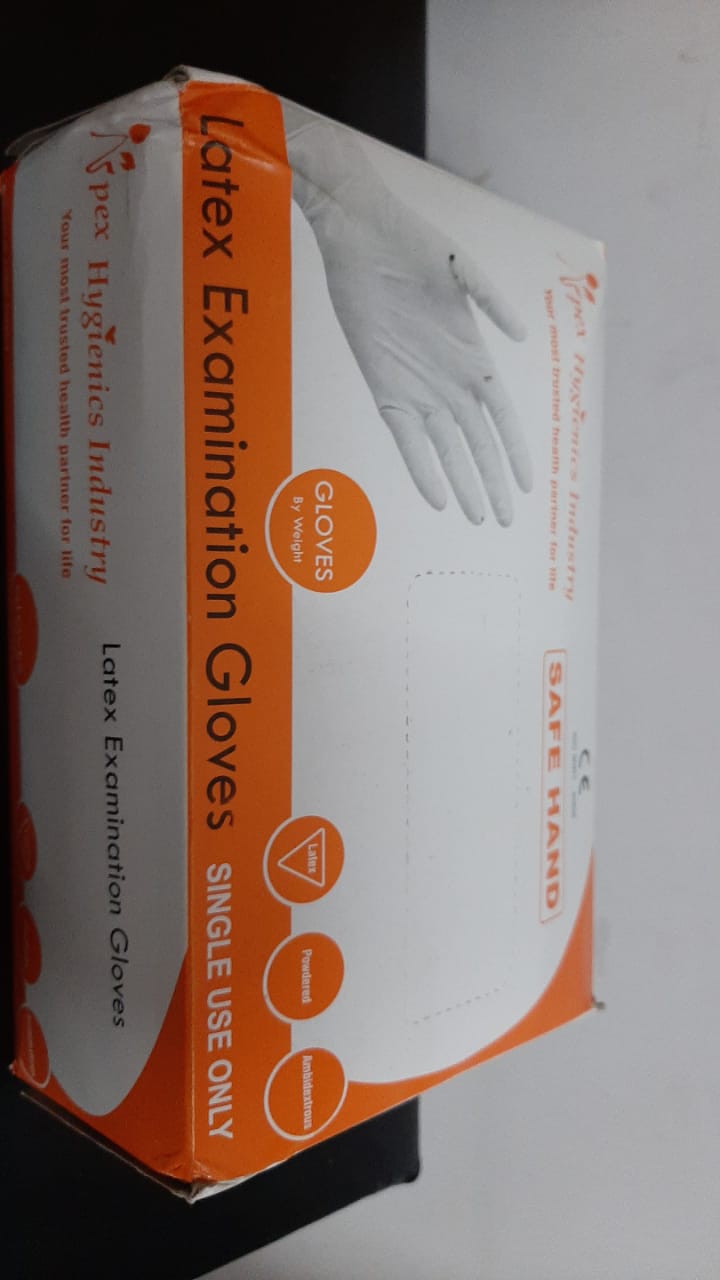 Apex Hygienics Industry
Your most trusted health partner for life
SAFE HAND
CE
GLOVES
By Weight
Latex
Powdered
Ambidextrous
Latex Examination Gloves SINGLE USE ONLY
Apex Hygienics Industry
Your most trusted health partner for life
Latex Examination Gloves